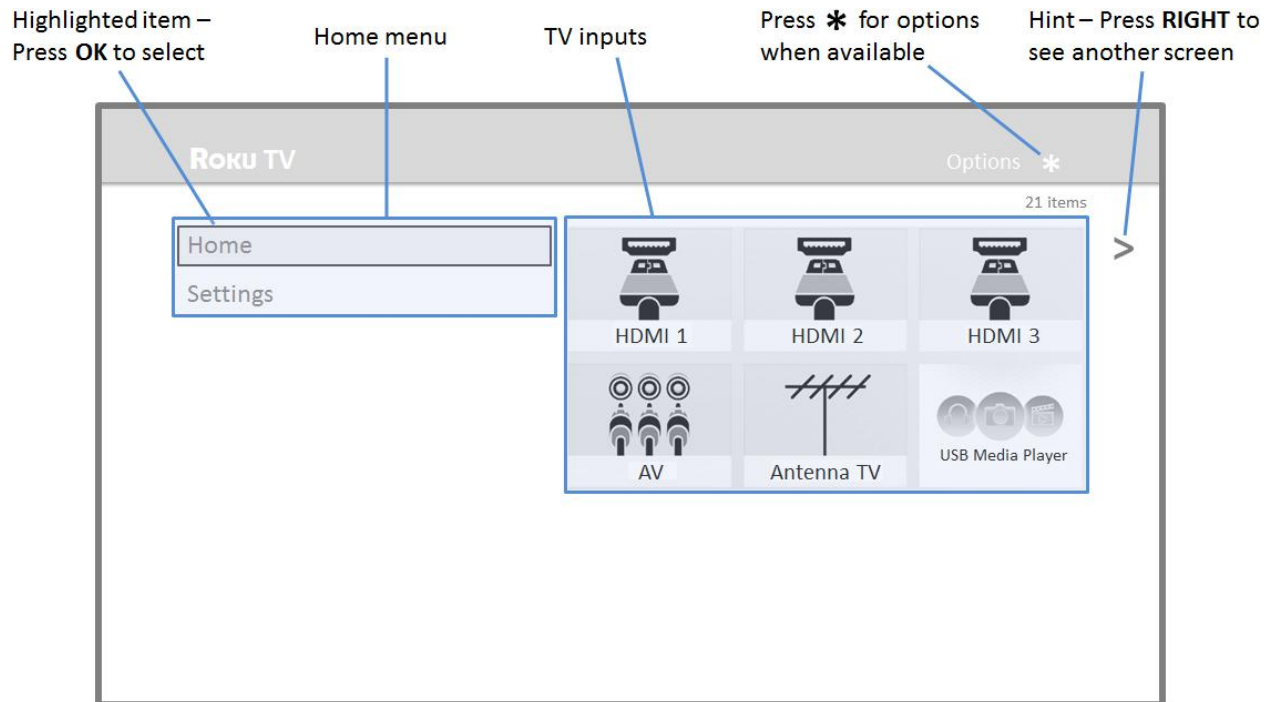 Highlighted item –
Press OK to select
Home menu
TV inputs
Press * for options
when available
Hint – Press RIGHT to
see another screen
ROKU TV
Options *
21 items
Home
Settings
>
HDMI 1
HDMI 2
HDMI 3
AV
Antenna TV
USB Media Player